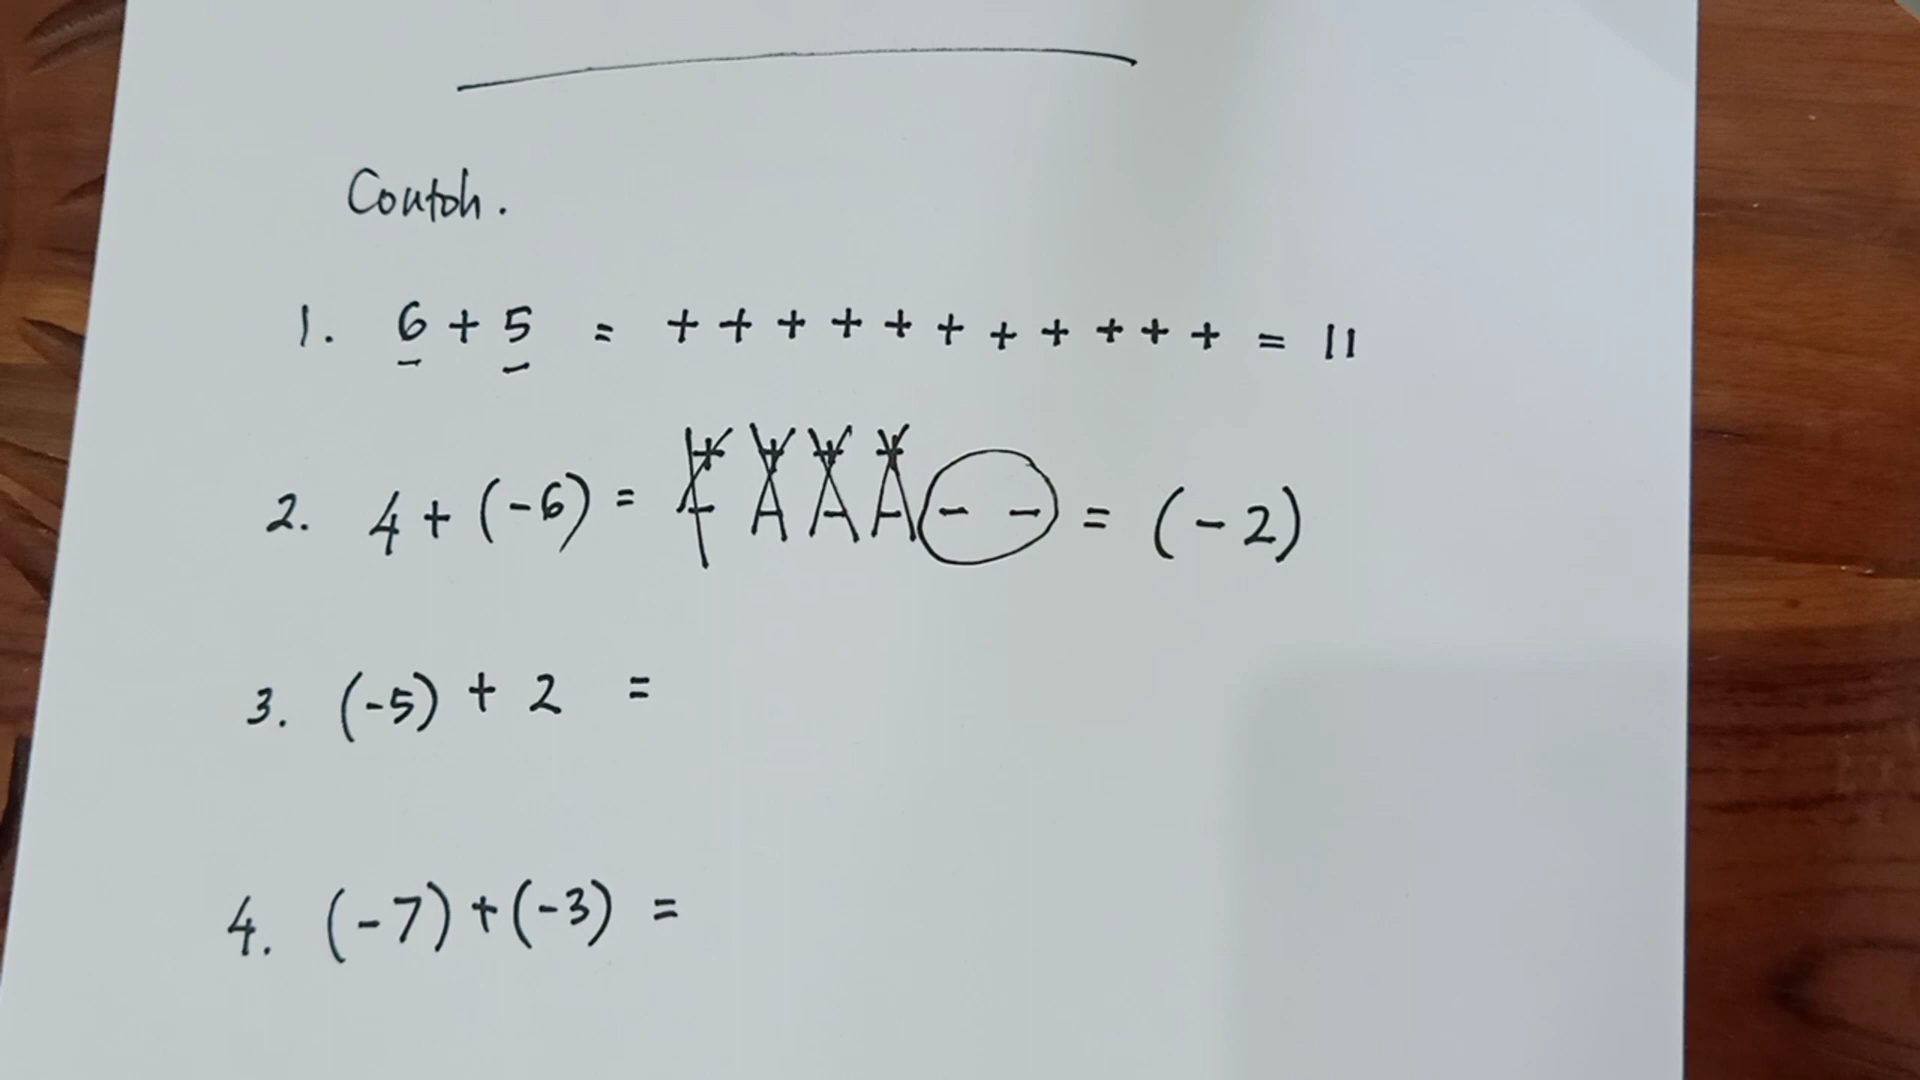 Contoh.
1. 6 + 5 = + + + + + + + + + + + = 11
2. 4 + (-6) = + + + + - - - - - - = (-2)
3. (-5) + 2 =
4. (-7) + (-3) =